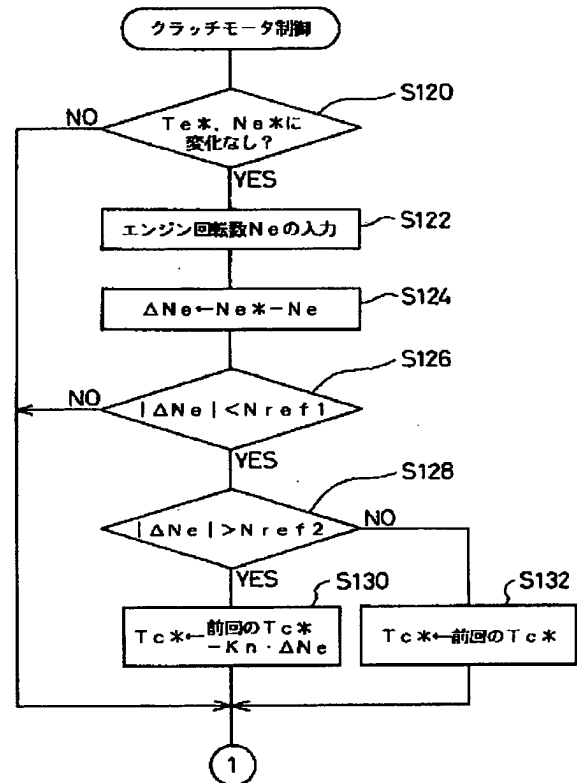 クラッチモータ制御
S120
NO
Te*、Ne*に
変化なし?
YES
エンジン回転数Neの入力
S122
ΔNe←Ne*-Ne
S124
S126
NO
|ΔNe|<Nref1
YES
S128
|ΔNe|>Nref2
NO
YES
S130
Tc*←前回のTc*
-Kn・ΔNe
S132
Tc*←前回のTc*
1